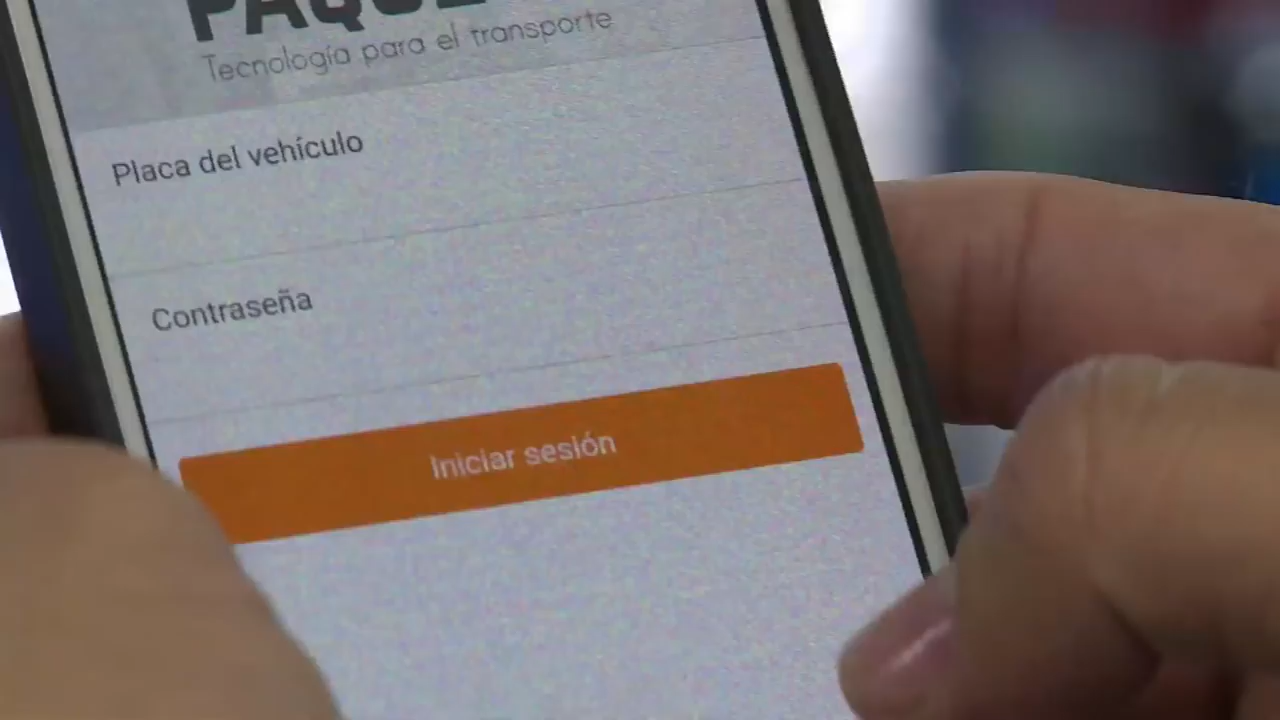 Tecnología para el transporte
Placa del vehículo
Contraseña
Iniciar sesión